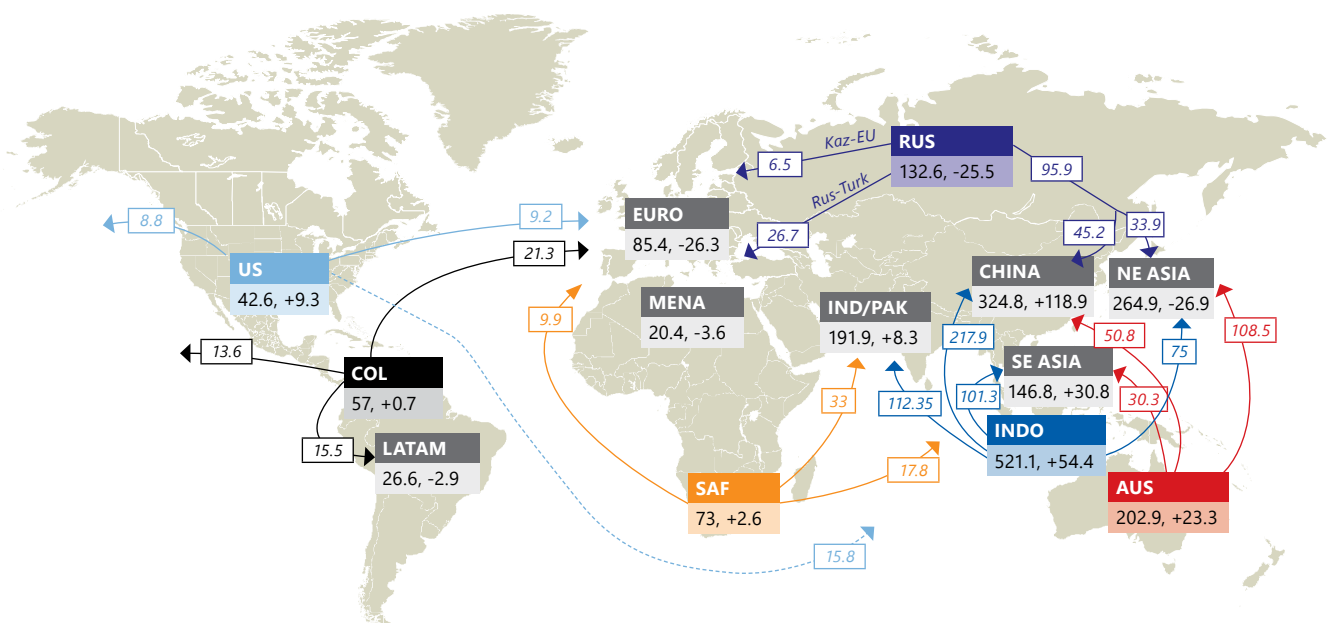 Kaz-EU
RUS
132.6, -25.5
6.5
95.9
Rus-Turk
8.8
9.2
EURO
85.4, -26.3
26.7
45.2
33.9
21.3
US
42.6, +9.3
CHINA
324.8, +118.9
NE ASIA
264.9, -26.9
MENA
20.4, -3.6
IND/PAK
191.9, +8.3
9.9
217.9
50.8
108.5
13.6
75
COL
57, +0.7
SE ASIA
146.8, +30.8
33
112.35
101.3
30.3
15.5
LATAM
26.6, -2.9
INDO
521.1, +54.4
17.8
SAF
73, +2.6
AUS
202.9, +23.3
15.8